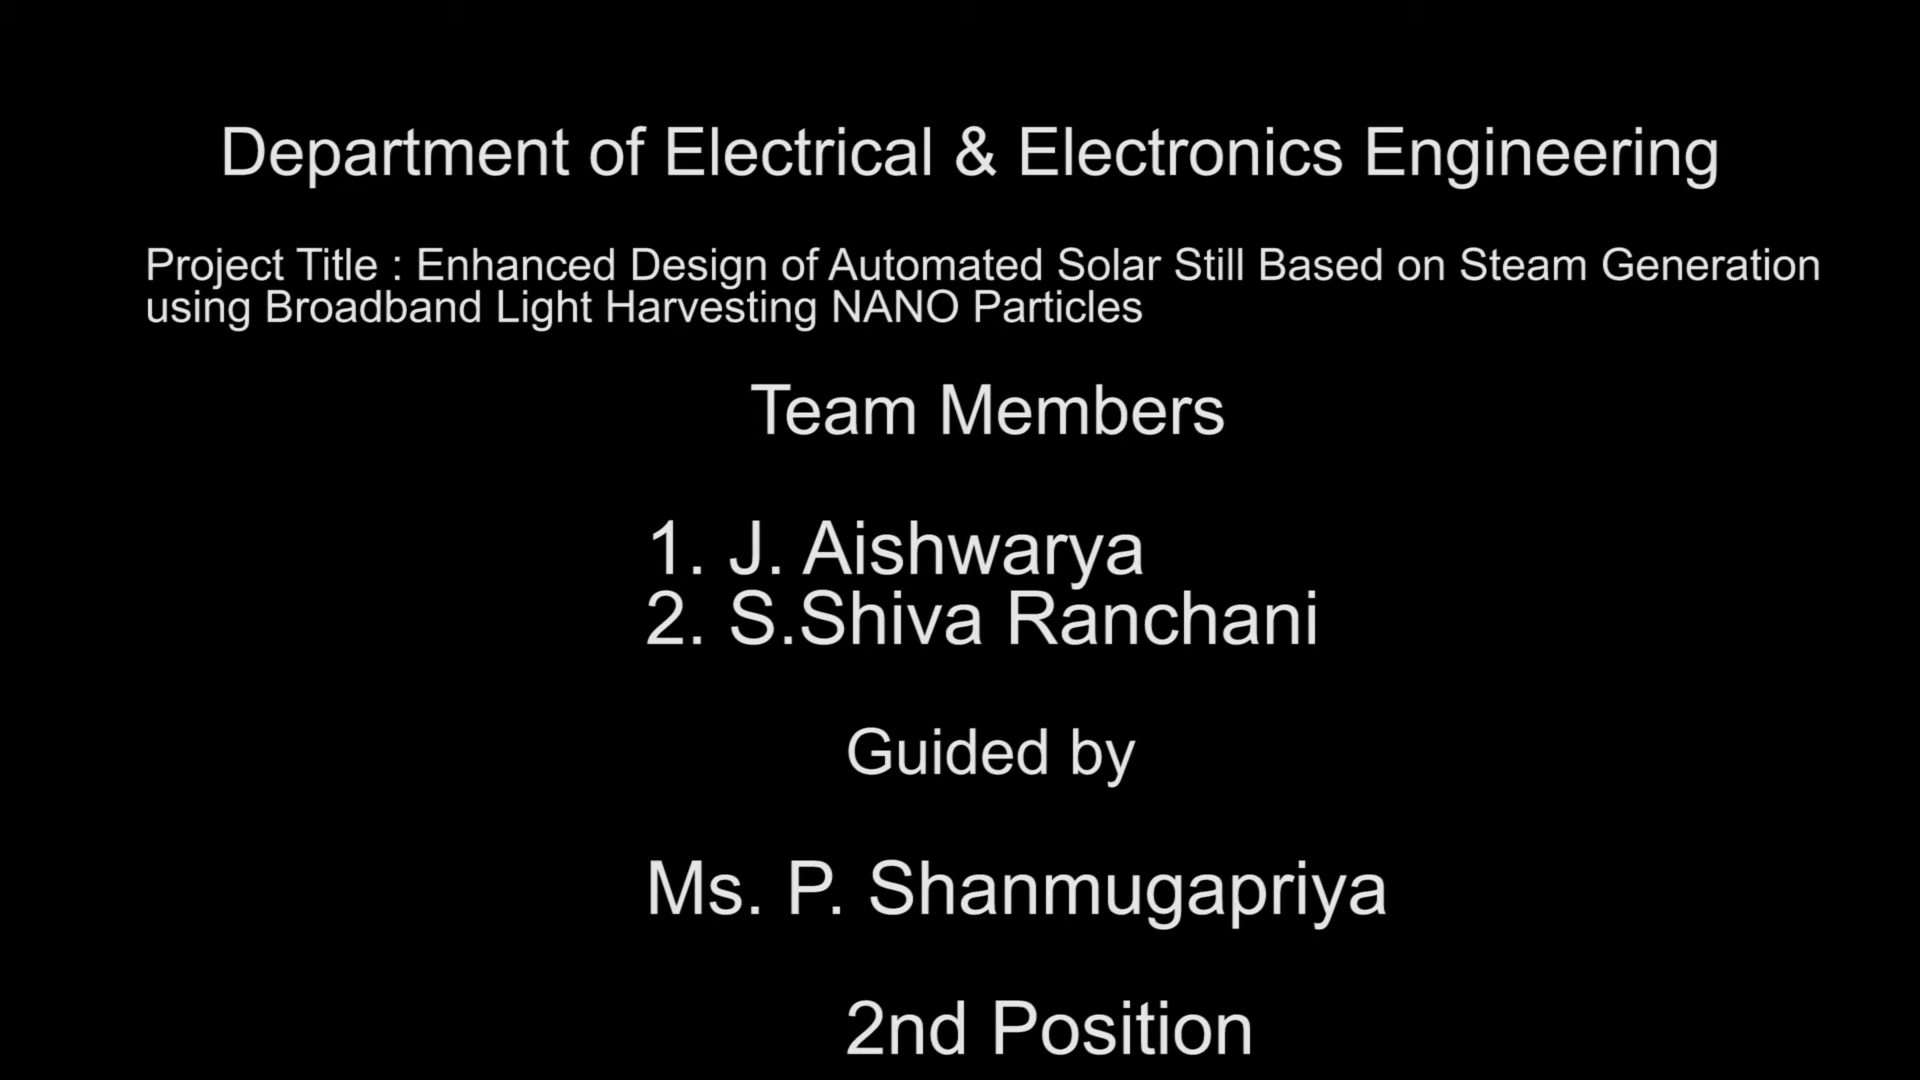 Department of Electrical & Electronics Engineering
Project Title : Enhanced Design of Automated Solar Still Based on Steam Generation
using Broadband Light Harvesting NANO Particles
Team Members
1. J. Aishwarya
2. S.Shiva Ranchani
Guided by
Ms. P. Shanmugapriya
2nd Position